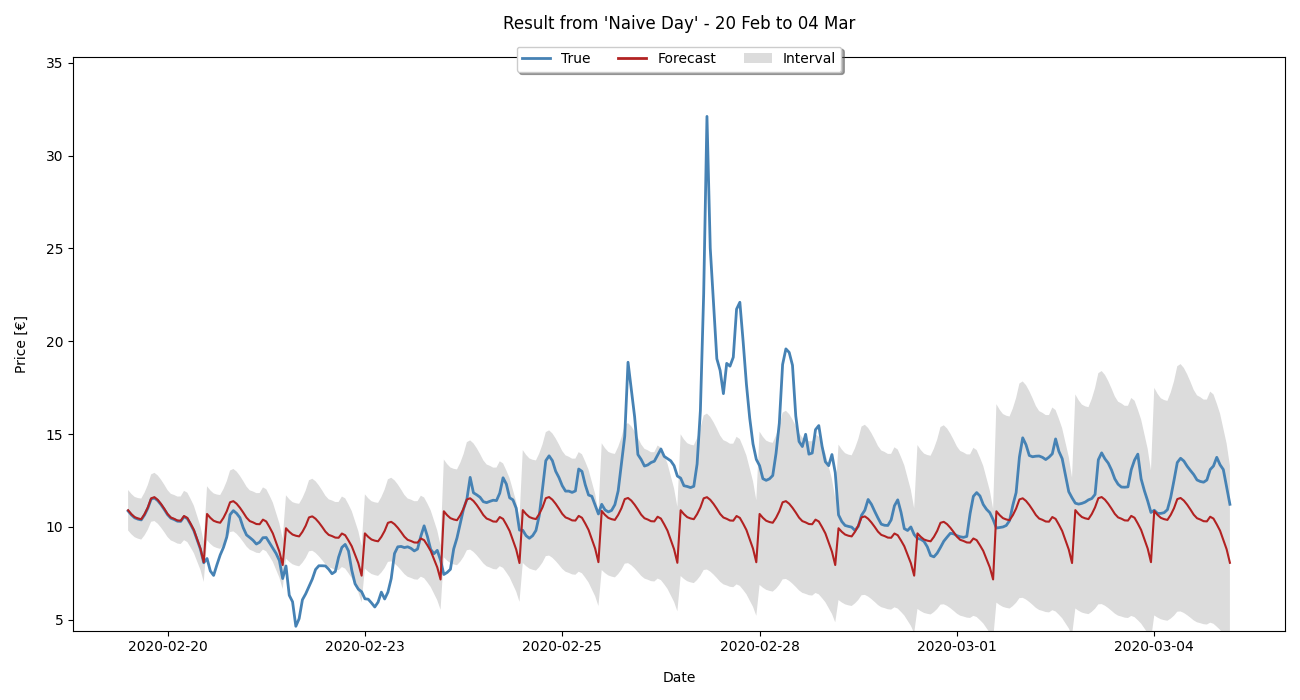 Result from 'Naive Day' - 20 Feb to 04 Mar
True Forecast Interval
35
30
25
20
15
10
5
Price [€]
2020-02-20 2020-02-23 2020-02-25 2020-02-28 2020-03-01 2020-03-04
Date